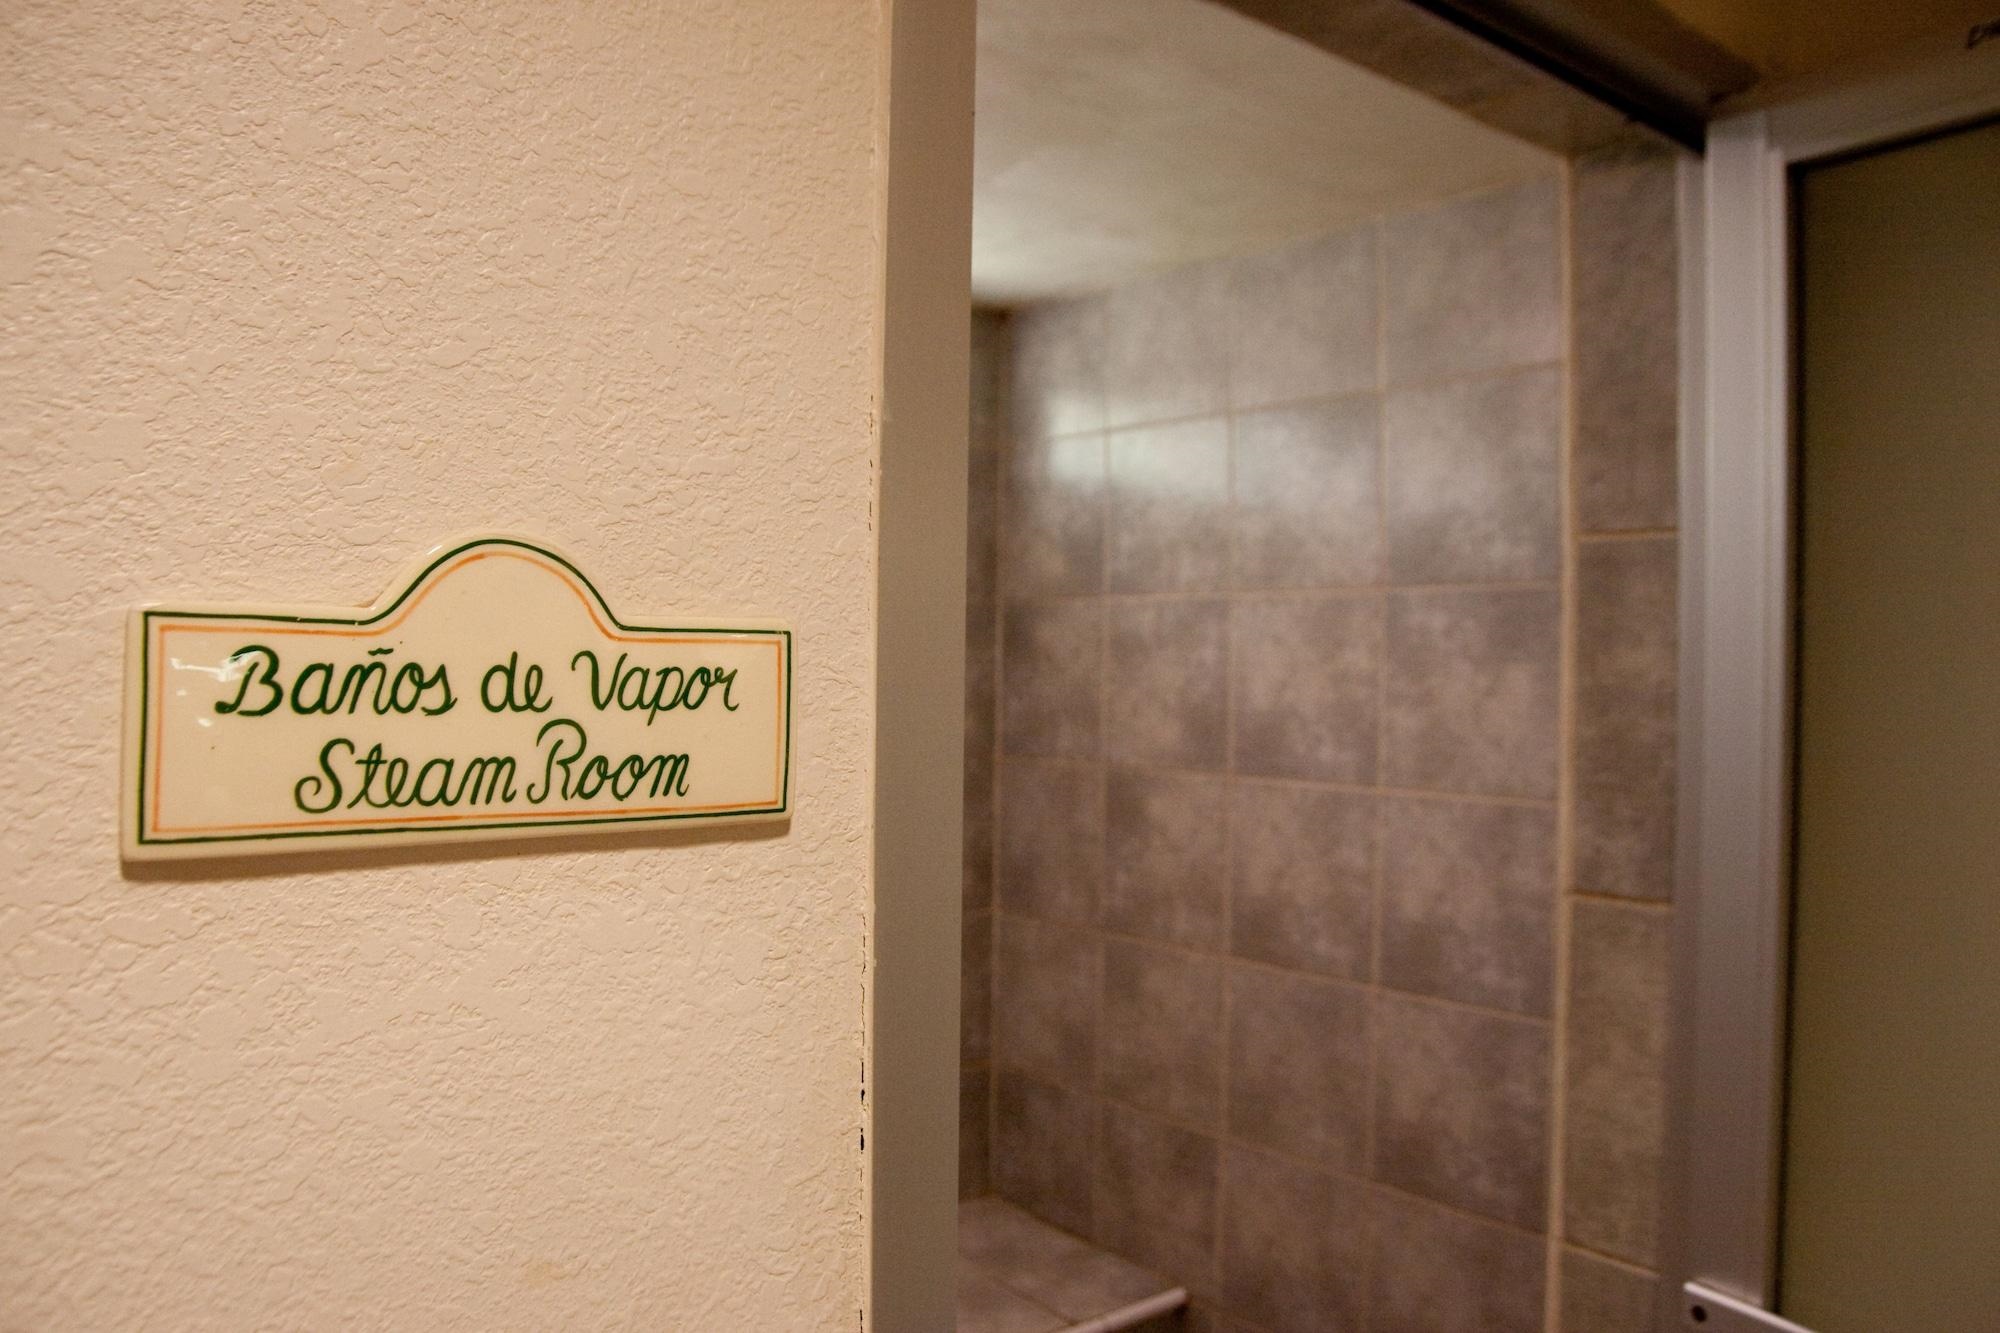 Baños de Vapor
Steam Room